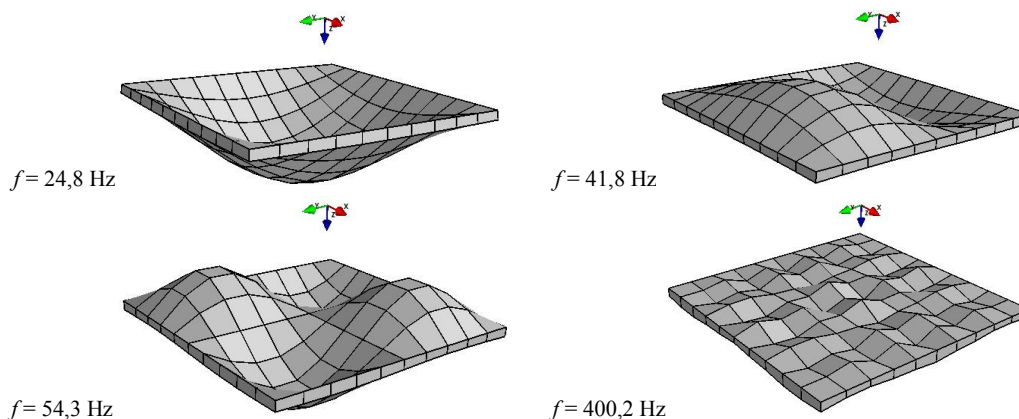 Y X Z
Y X Z
f = 24,8 Hz
f = 41,8 Hz
Y X Z
Y X Z
f = 54,3 Hz
f = 400,2 Hz